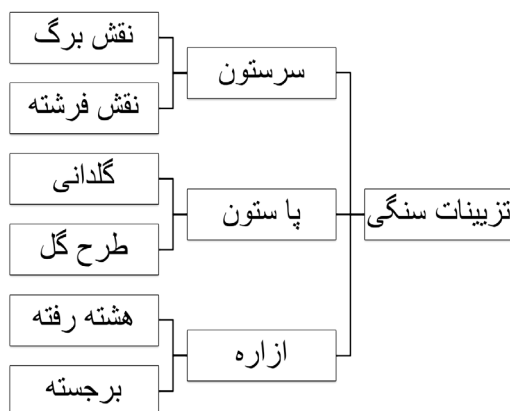 تزیینات سنگی
سرستون
نقش برگ
نقش فرشته
پا ستون
گلدانی
طرح گل
ازاره
هشته رفته
برجسته